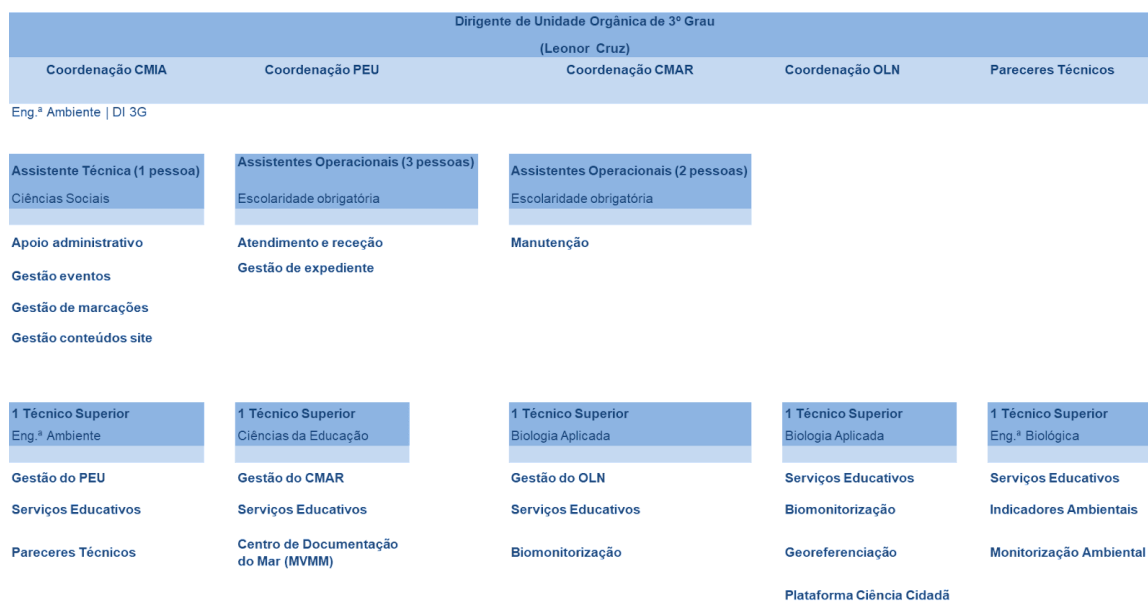 Dirigente de Unidade Orgânica de 3º Grau
(Leonor Cruz)
Coordenação CMIA
Coordenação PEU
Coordenação CMAR
Coordenação OLN
Pareceres Técnicos
Eng.ª Ambiente | DI 3G
Assistente Técnica (1 pessoa)
Ciências Sociais
Apoio administrativo
Gestão eventos
Gestão de marcações
Gestão conteúdos site
Assistentes Operacionais (3 pessoas)
Escolaridade obrigatória
Atendimento e receção
Gestão de expediente
Assistentes Operacionais (2 pessoas)
Escolaridade obrigatória
Manutenção
1 Técnico Superior
Eng.ª Ambiente
Gestão do PEU
Serviços Educativos
Pareceres Técnicos
1 Técnico Superior
Ciências da Educação
Gestão do CMAR
Serviços Educativos
Centro de Documentação
do Mar (MVMM)
1 Técnico Superior
Biologia Aplicada
Gestão do OLN
Serviços Educativos
Biomonitorização
1 Técnico Superior
Biologia Aplicada
Serviços Educativos
Biomonitorização
Georeferenciação
Plataforma Ciência Cidadã
1 Técnico Superior
Eng.ª Biológica
Serviços Educativos
Indicadores Ambientais
Monitorização Ambiental